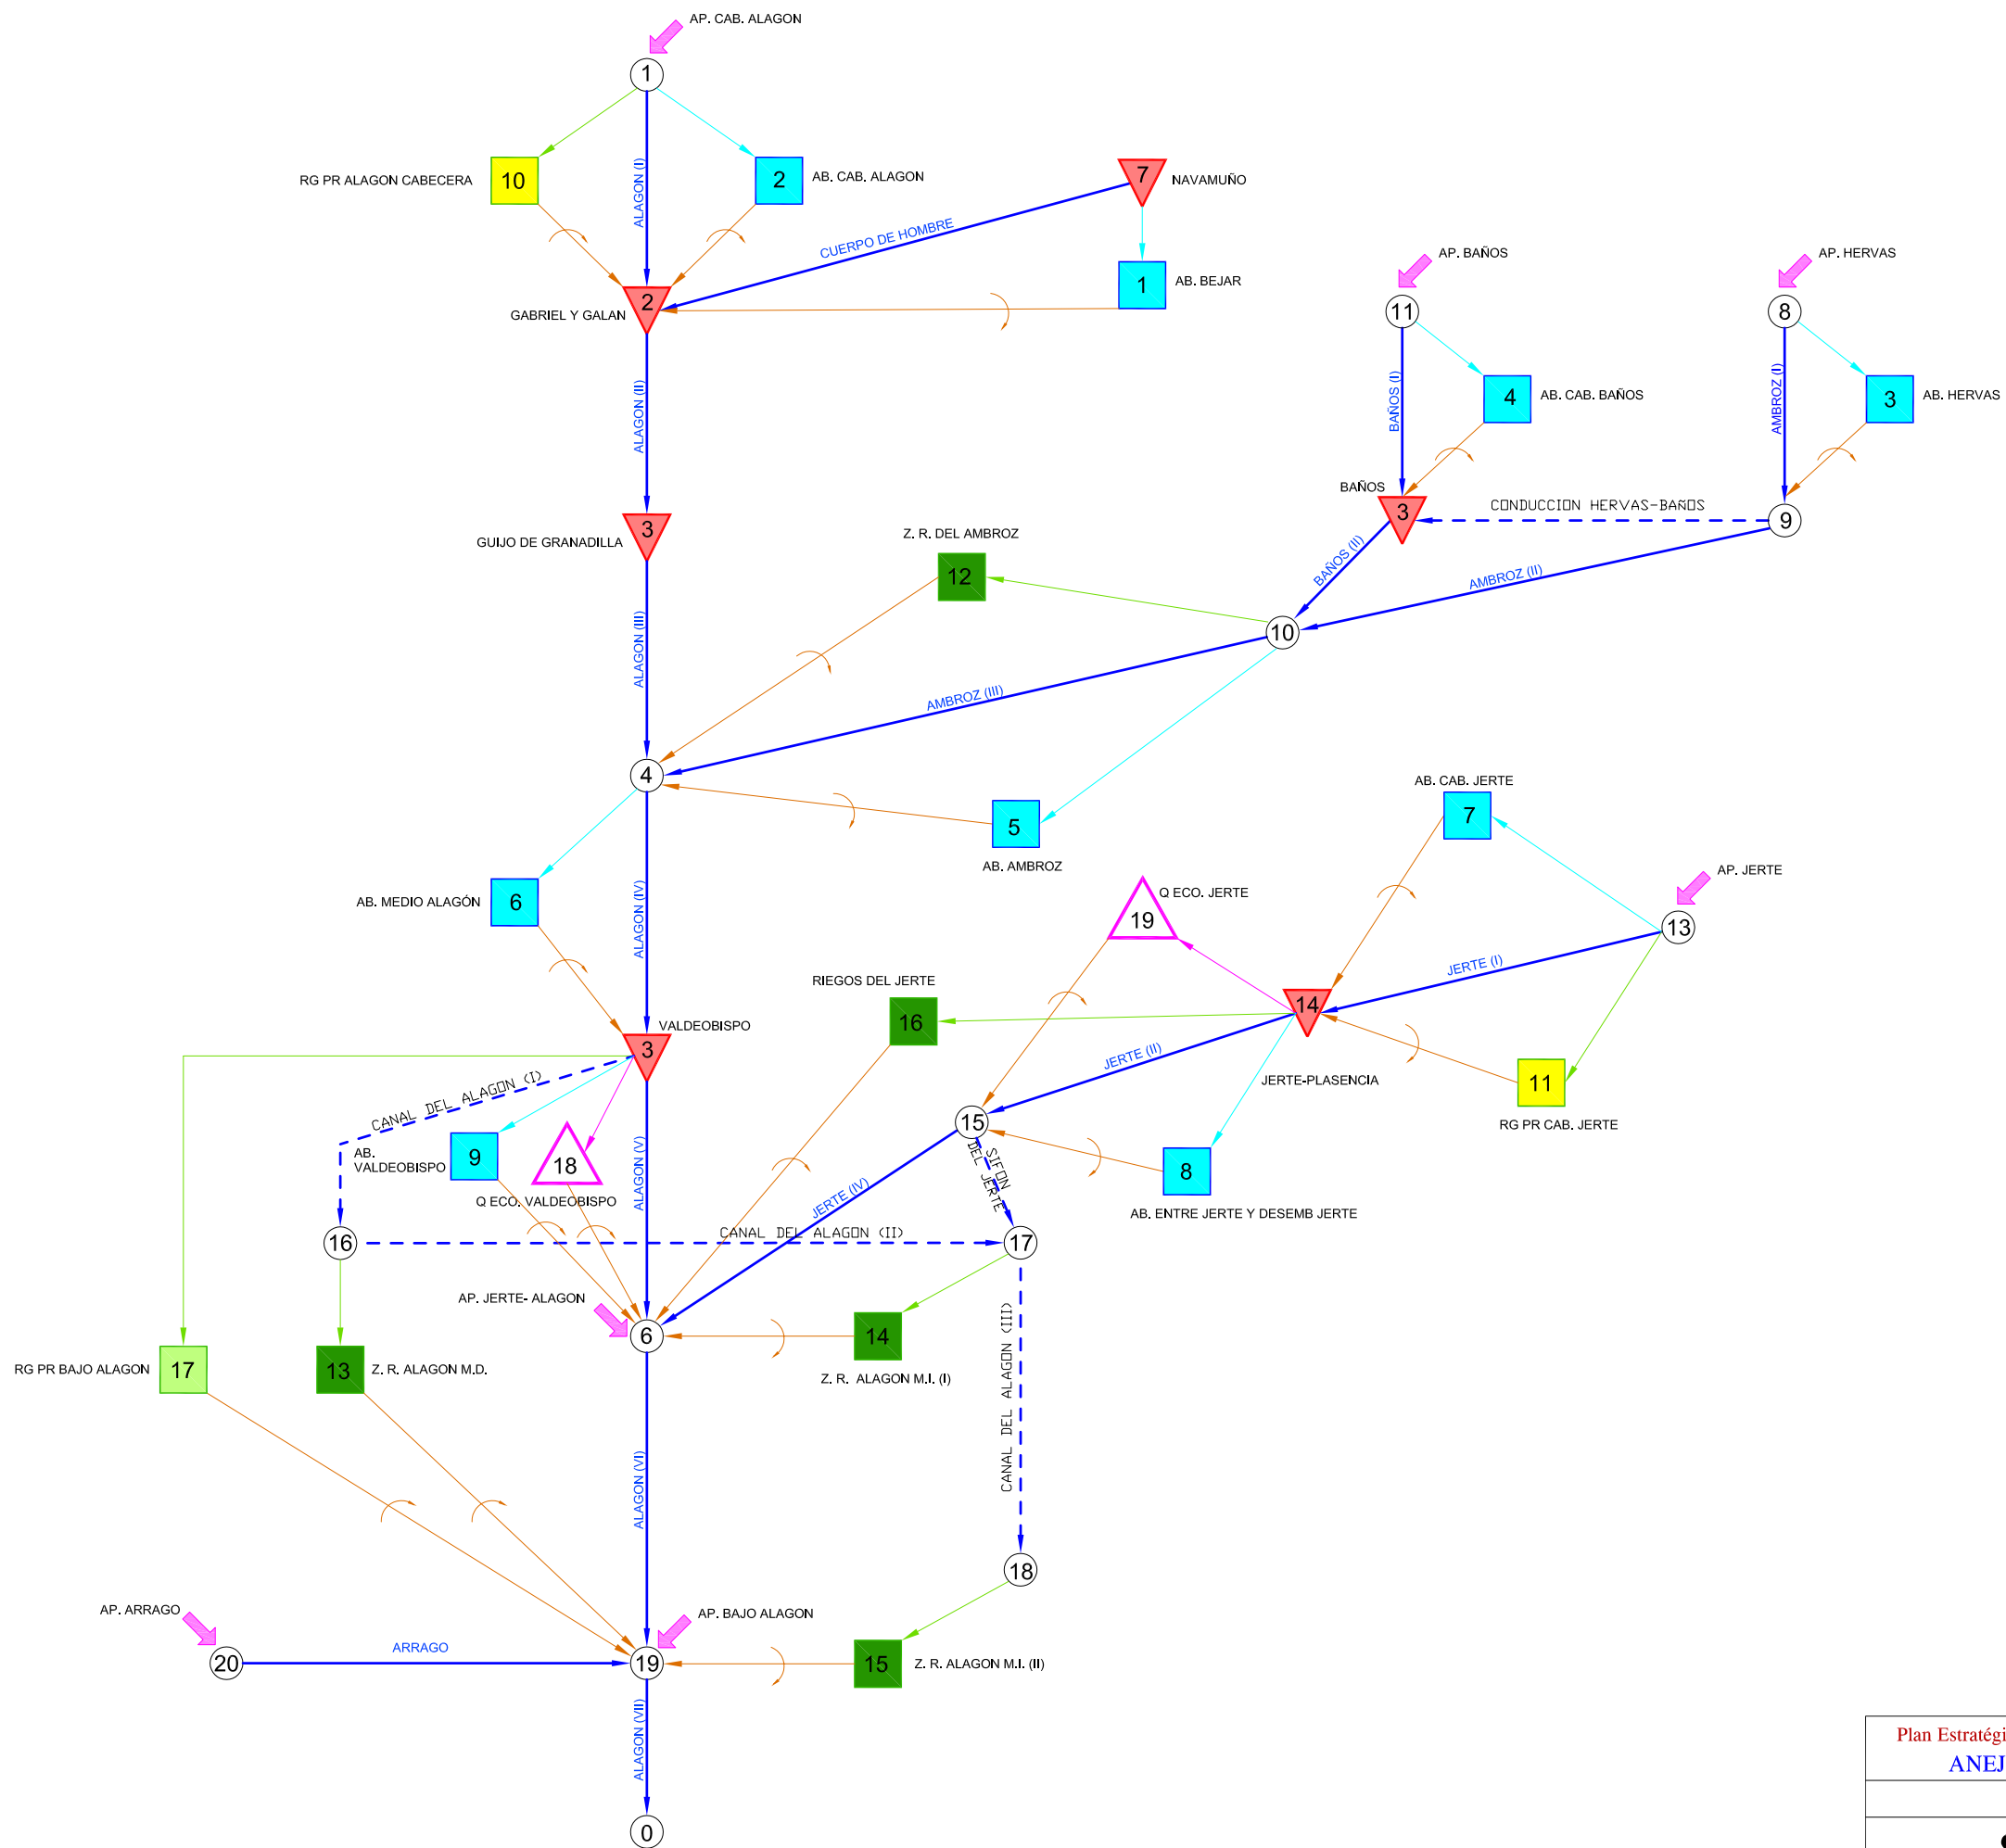 AP. CAB. ALAGON
1
ALAGON (I)
10
RG PR ALAGON CABECERA
2
AB. CAB. ALAGON
7
NAVAMUÑO
CUERPO DE HOMBRE
1
AB. BEJAR
2
GABRIEL Y GALAN
AP. BAÑOS
11
AP. HERVAS
8
ALAGON (II)
BAÑOS (I)
4
AB. CAB. BAÑOS
AMBROZ (I)
3
AB. HERVAS
BAÑOS
3
CONDUCCION HERVAS-BAÑOS
9
3
GUIJO DE GRANADILLA
Z. R. DEL AMBROZ
12
BAÑOS (II)
AMBROZ (II)
10
ALAGON (III)
AMBROZ (III)
4
5
AB. AMBROZ
AB. CAB. JERTE
7
AP. JERTE
13
6
AB. MEDIO ALAGÓN
ALAGON (IV)
Q ECO. JERTE
19
JERTE (I)
RIEGOS DEL JERTE
16
14
VALDEOBISPO
3
JERTE (II)
JERTE-PLASENCIA
11
RG PR CAB. JERTE
CANAL DEL ALAGON (I)
15
AB.
VALDEOBISPO
9
18
Q ECO. VALDEOBISPO
ALAGON (V)
SIFON
DEL JERTE
8
AB. ENTRE JERTE Y DESEMB JERTE
JERTE (IV)
16
CANAL DEL ALAGON (II)
17
AP. JERTE- ALAGON
6
14
Z. R. ALAGON M.I. (I)
CANAL DEL ALAGON (III)
RG PR BAJO ALAGON
17
13
Z. R. ALAGON M.D.
ALAGON (VI)
18
AP. ARRAGO
20
ARRAGO
AP. BAJO ALAGON
19
15
Z. R. ALAGON M.I. (II)
ALAGON (VII)
0
Plan Estratégi
ANEJ